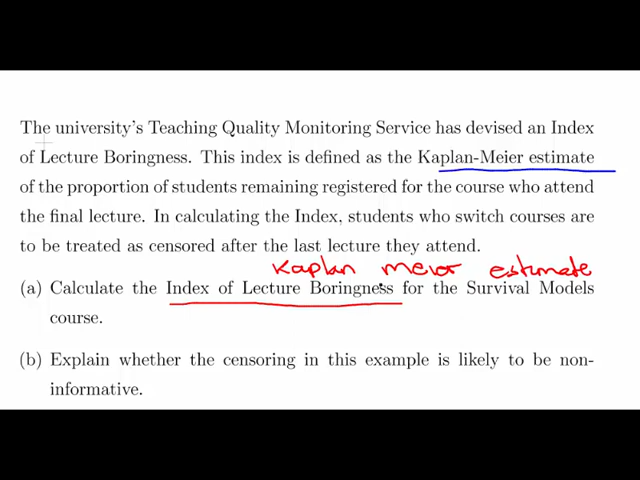 The university's Teaching Quality Monitoring Service has devised an Index
of Lecture Boringness. This index is defined as the Kaplan-Meier estimate
of the proportion of students remaining registered for the course who attend
the final lecture. In calculating the Index, students who switch courses are
to be treated as censored after the last lecture they attend.
Kaplan meier estimate
(a) Calculate the Index of Lecture Boringness for the Survival Models
course.
(b) Explain whether the censoring in this example is likely to be non-
informative.